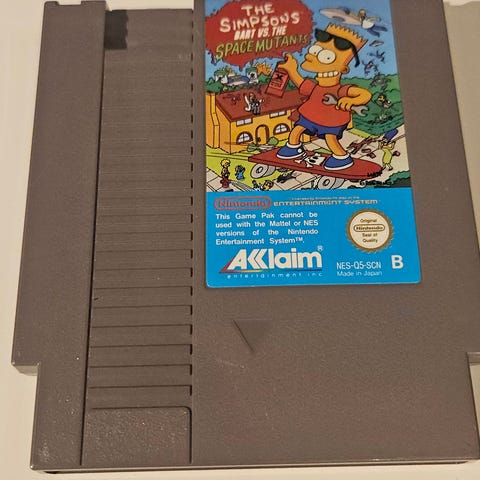 THE
SIMPSONS
BART VS. THE
SPACE MUTANTS
Nintendo
ENTERTAINMENT SYSTEM
This Game Pak cannot be
used with the Mattel or NES
versions of the Nintendo
Entertainment System™.
Original
Nintendo
Seal of
Quality
AKKlaim®
entertainment inc
NES-Q5-SCN B
Made in Japan